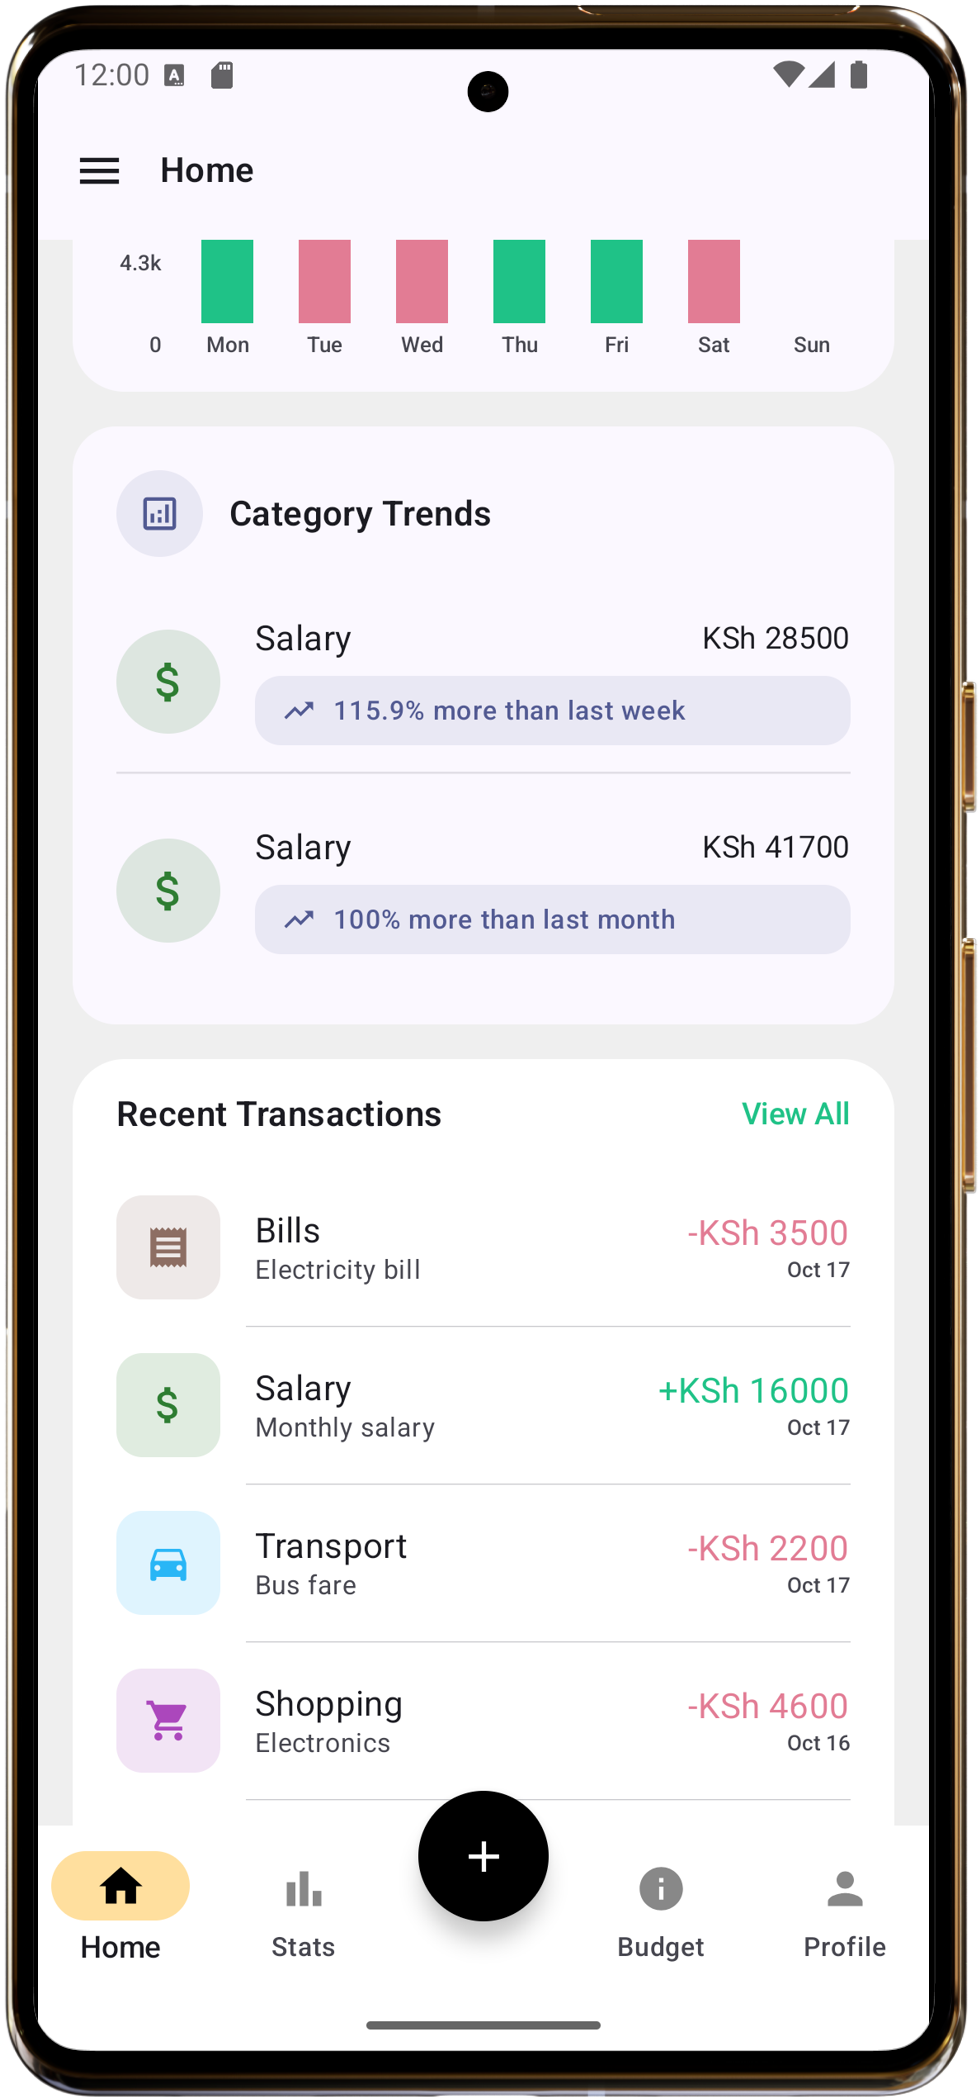 12:00
Home
4.3k
0 Mon Tue Wed Thu Fri Sat Sun
Category Trends
Salary KSh 28500
115.9% more than last week
Salary KSh 41700
100% more than last month
Recent Transactions View All
Bills -KSh 3500
Electricity bill Oct 17
Salary +KSh 16000
Monthly salary Oct 17
Transport -KSh 2200
Bus fare Oct 17
Shopping -KSh 4600
Electronics Oct 16
+
Home Stats Budget Profile